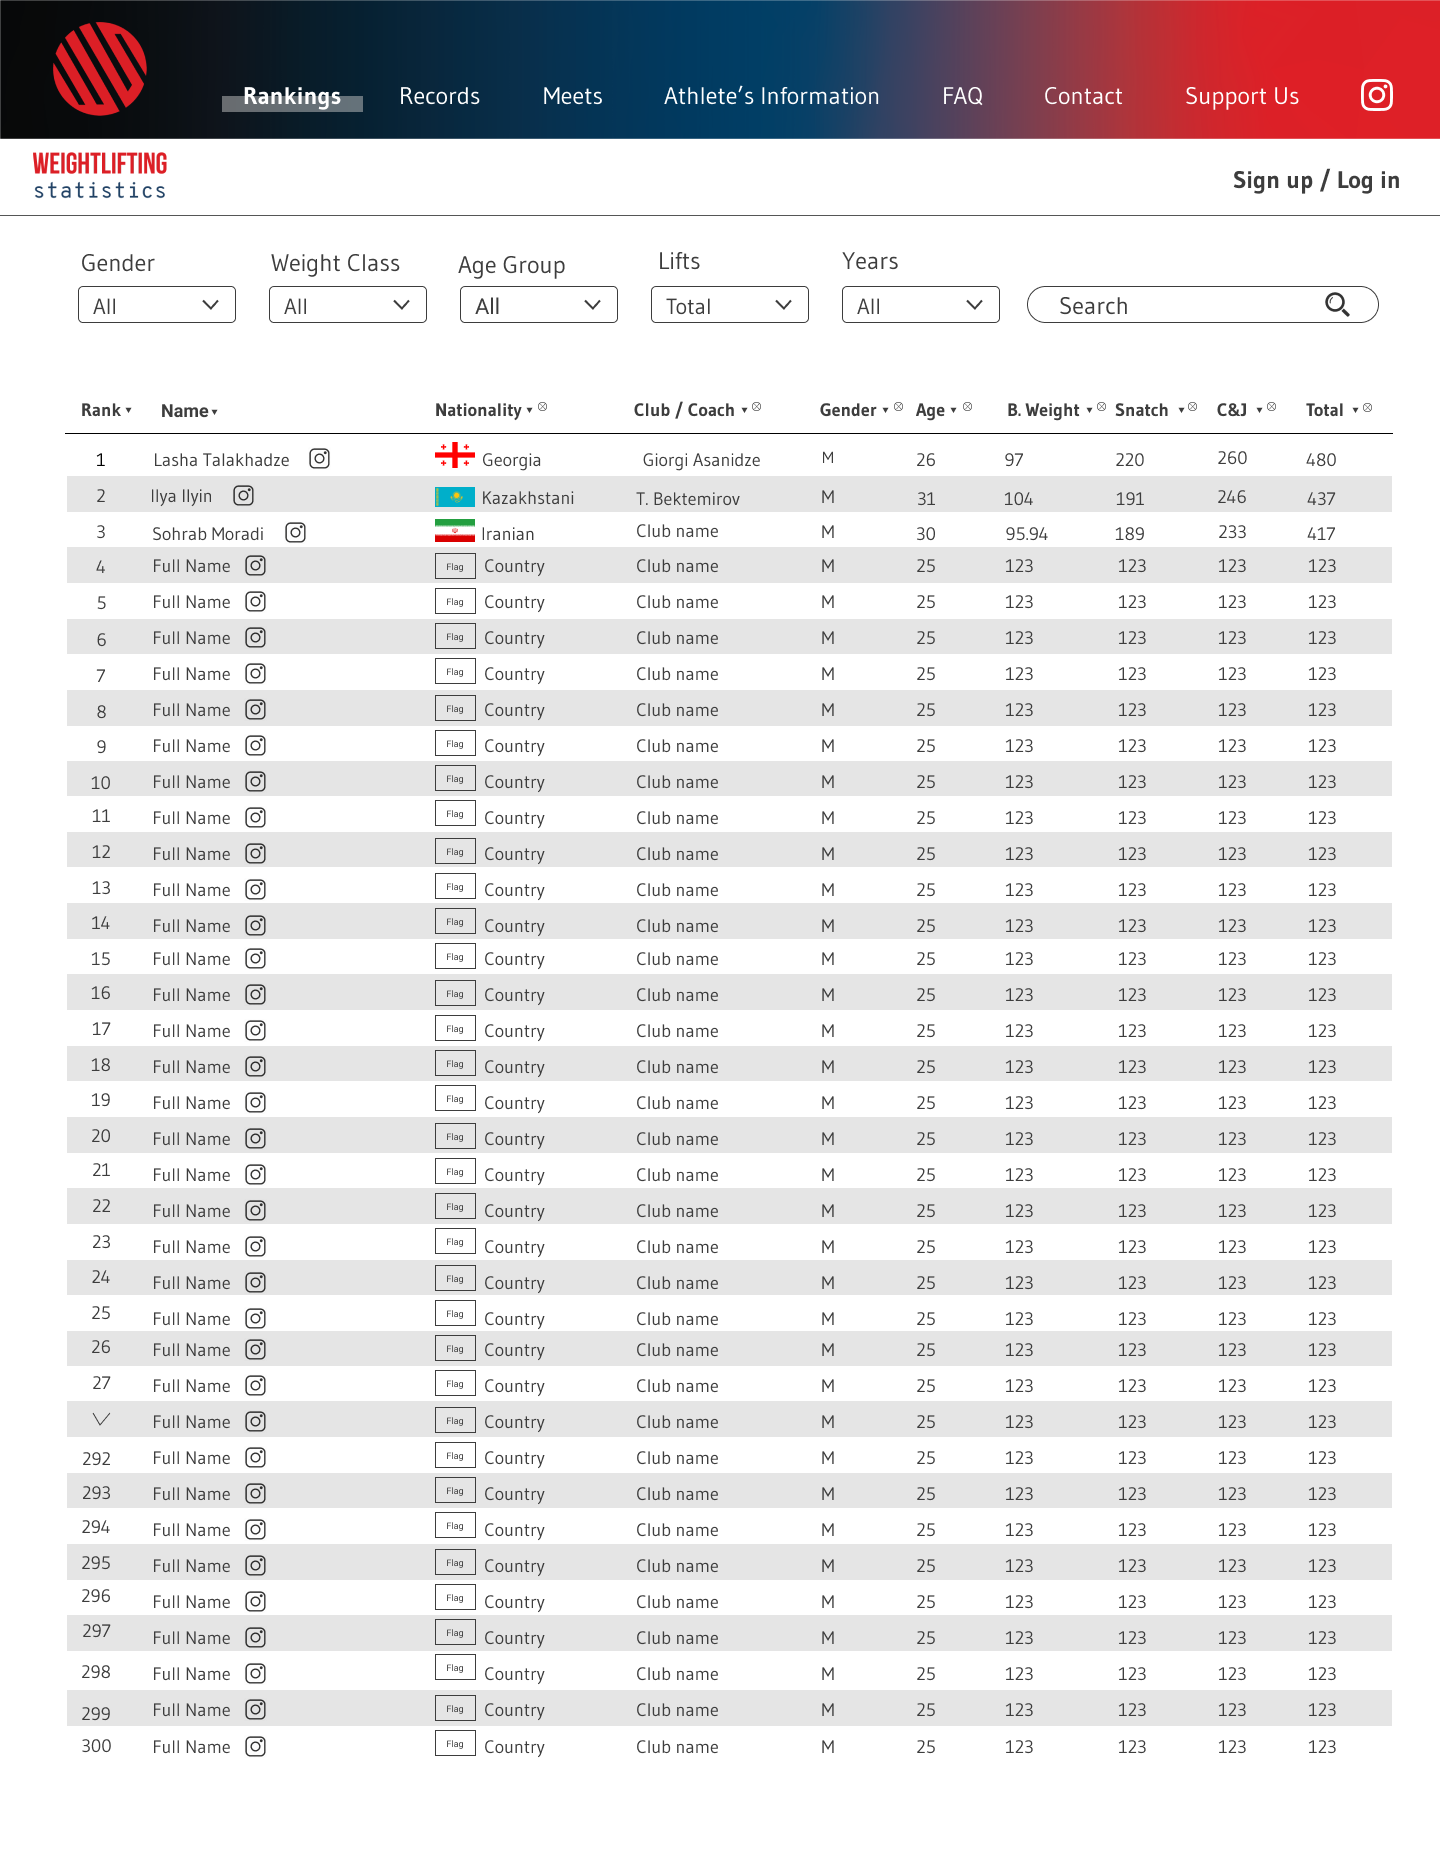 Rankings Records Meets Athlete’s Information FAQ Contact Support Us
WEIGHTLIFTING
statistics
Sign up / Log in
Gender Weight Class Age Group Lifts Years
All All All Total All Search
Rank Name Nationality Club / Coach Gender Age B. Weight Snatch C&J Total
1 Lasha Talakhadze Georgia Giorgi Asanidze M 26 97 220 260 480
2 Ilya Ilyin Kazakhstani T. Bektemirov M 31 104 191 246 437
3 Sohrab Moradi Iranian Club name M 30 95.94 189 233 417
4 Full Name Flag Country Club name M 25 123 123 123 123
5 Full Name Flag Country Club name M 25 123 123 123 123
6 Full Name Flag Country Club name M 25 123 123 123 123
7 Full Name Flag Country Club name M 25 123 123 123 123
8 Full Name Flag Country Club name M 25 123 123 123 123
9 Full Name Flag Country Club name M 25 123 123 123 123
10 Full Name Flag Country Club name M 25 123 123 123 123
11 Full Name Flag Country Club name M 25 123 123 123 123
12 Full Name Flag Country Club name M 25 123 123 123 123
13 Full Name Flag Country Club name M 25 123 123 123 123
14 Full Name Flag Country Club name M 25 123 123 123 123
15 Full Name Flag Country Club name M 25 123 123 123 123
16 Full Name Flag Country Club name M 25 123 123 123 123
17 Full Name Flag Country Club name M 25 123 123 123 123
18 Full Name Flag Country Club name M 25 123 123 123 123
19 Full Name Flag Country Club name M 25 123 123 123 123
20 Full Name Flag Country Club name M 25 123 123 123 123
21 Full Name Flag Country Club name M 25 123 123 123 123
22 Full Name Flag Country Club name M 25 123 123 123 123
23 Full Name Flag Country Club name M 25 123 123 123 123
24 Full Name Flag Country Club name M 25 123 123 123 123
25 Full Name Flag Country Club name M 25 123 123 123 123
26 Full Name Flag Country Club name M 25 123 123 123 123
27 Full Name Flag Country Club name M 25 123 123 123 123
Full Name Flag Country Club name M 25 123 123 123 123
292 Full Name Flag Country Club name M 25 123 123 123 123
293 Full Name Flag Country Club name M 25 123 123 123 123
294 Full Name Flag Country Club name M 25 123 123 123 123
295 Full Name Flag Country Club name M 25 123 123 123 123
296 Full Name Flag Country Club name M 25 123 123 123 123
297 Full Name Flag Country Club name M 25 123 123 123 123
298 Full Name Flag Country Club name M 25 123 123 123 123
299 Full Name Flag Country Club name M 25 123 123 123 123
300 Full Name Flag Country Club name M 25 123 123 123 123